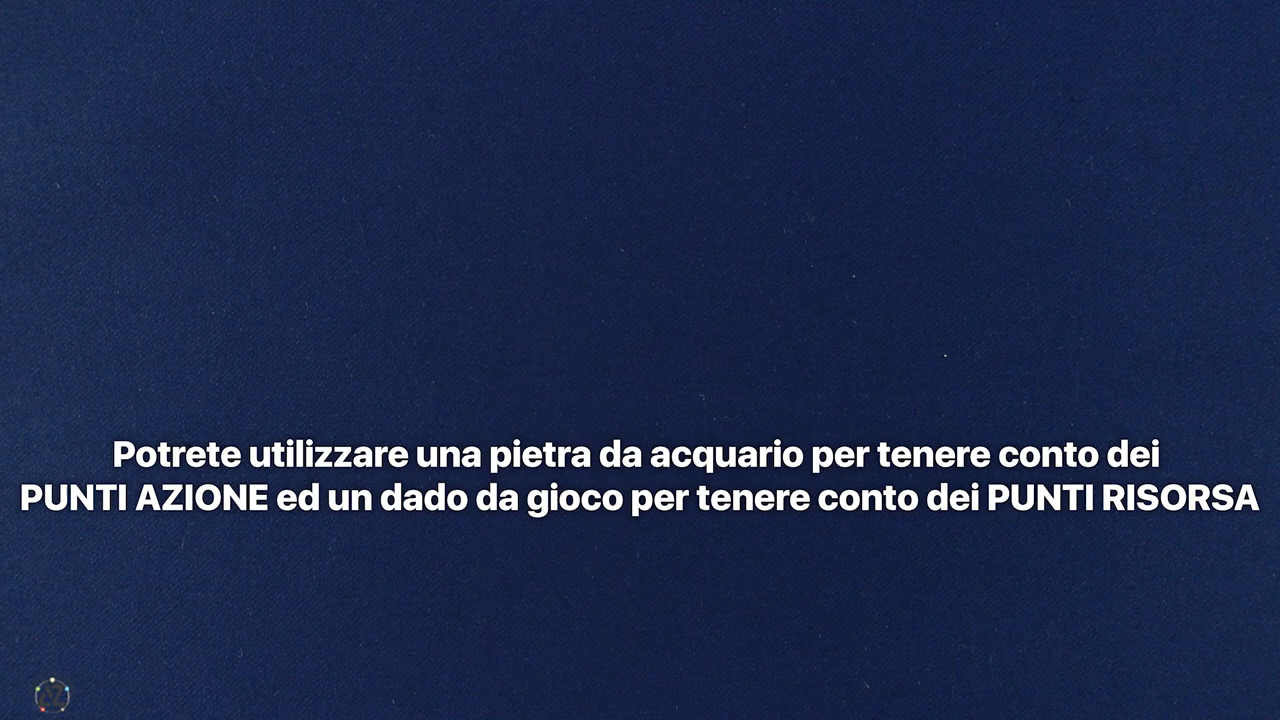 Potrete utilizzare una pietra da acquario per tenere conto dei
PUNTI AZIONE ed un dado da gioco per tenere conto dei PUNTI RISORSA